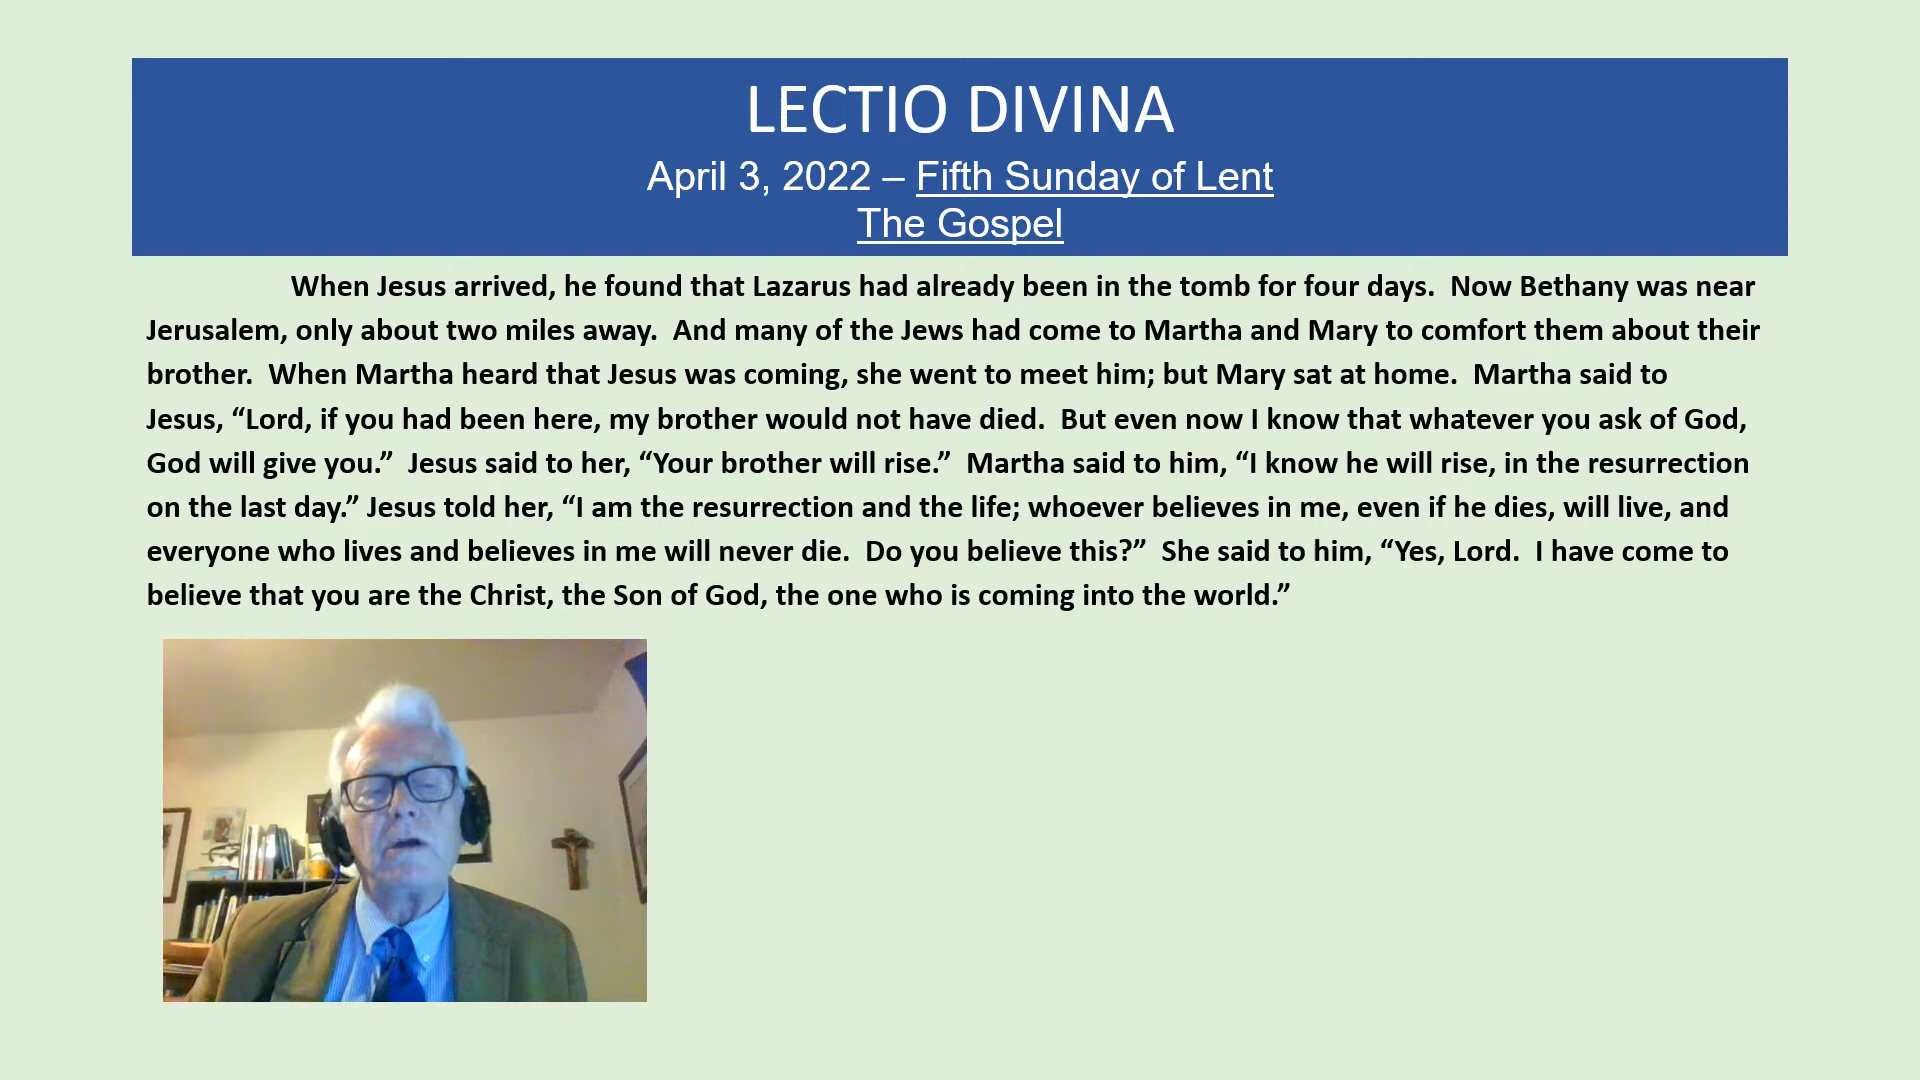 LECTIO DIVINA
April 3, 2022 – Fifth Sunday of Lent
The Gospel
When Jesus arrived, he found that Lazarus had already been in the tomb for four days.  Now Bethany was near
Jerusalem, only about two miles away.  And many of the Jews had come to Martha and Mary to comfort them about their
brother.  When Martha heard that Jesus was coming, she went to meet him; but Mary sat at home.  Martha said to
Jesus, “Lord, if you had been here, my brother would not have died.  But even now I know that whatever you ask of God,
God will give you.”  Jesus said to her, “Your brother will rise.”  Martha said to him, “I know he will rise, in the resurrection
on the last day.” Jesus told her, “I am the resurrection and the life; whoever believes in me, even if he dies, will live, and
everyone who lives and believes in me will never die.  Do you believe this?”  She said to him, “Yes, Lord.  I have come to
believe that you are the Christ, the Son of God, the one who is coming into the world.”